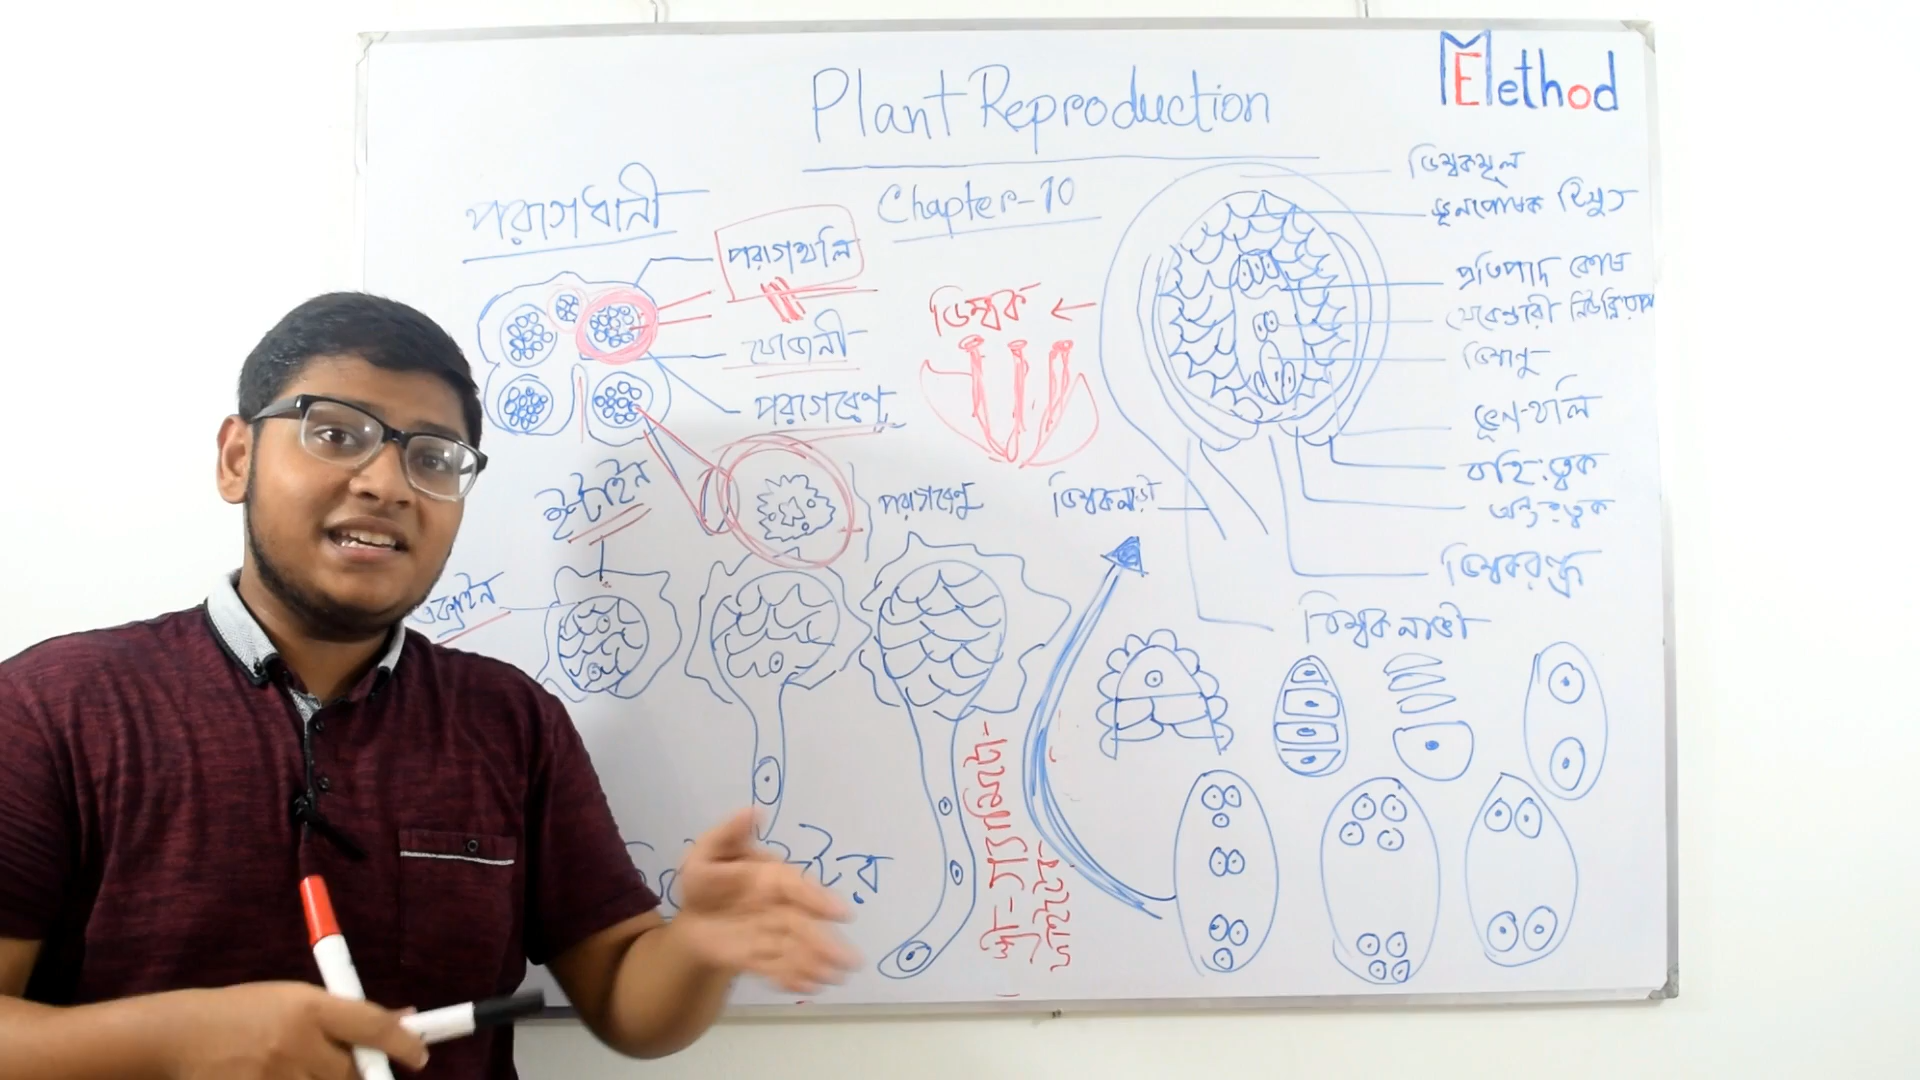 MEethod
Plant Reproduction
Chapter-10
পরাগধানী
পরাগথলি
যোজনী
পরাগরেণু
ইন্টাইন
এক্সাইন
পরাগরেণু
ডিম্বক ←
ডিম্বকনাড়ী
ডিম্বকমূল
ভ্রূণপোষক টিস্যু
প্রতিপাদ কোষ
সেকেন্ডারী নিউক্লিয়াস
ডিম্বাণু
ভ্রূণ-থলি
বহিঃত্বক
অন্তঃত্বক
ডিম্বকরন্ধ্র
ডিম্বকনাড়ী